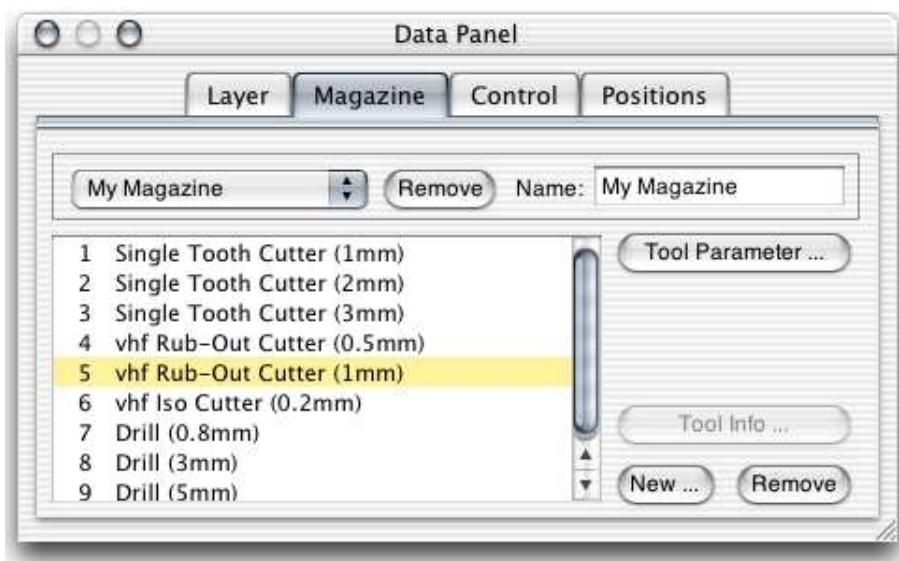 Data Panel
Layer Magazine Control Positions
My Magazine Remove Name: My Magazine
1 Single Tooth Cutter (1mm)
2 Single Tooth Cutter (2mm)
3 Single Tooth Cutter (3mm)
4 vhf Rub-Out Cutter (0.5mm)
5 vhf Rub-Out Cutter (1mm)
6 vhf Iso Cutter (0.2mm)
7 Drill (0.8mm)
8 Drill (3mm)
9 Drill (5mm)
Tool Parameter ...
Tool Info ...
New ... Remove